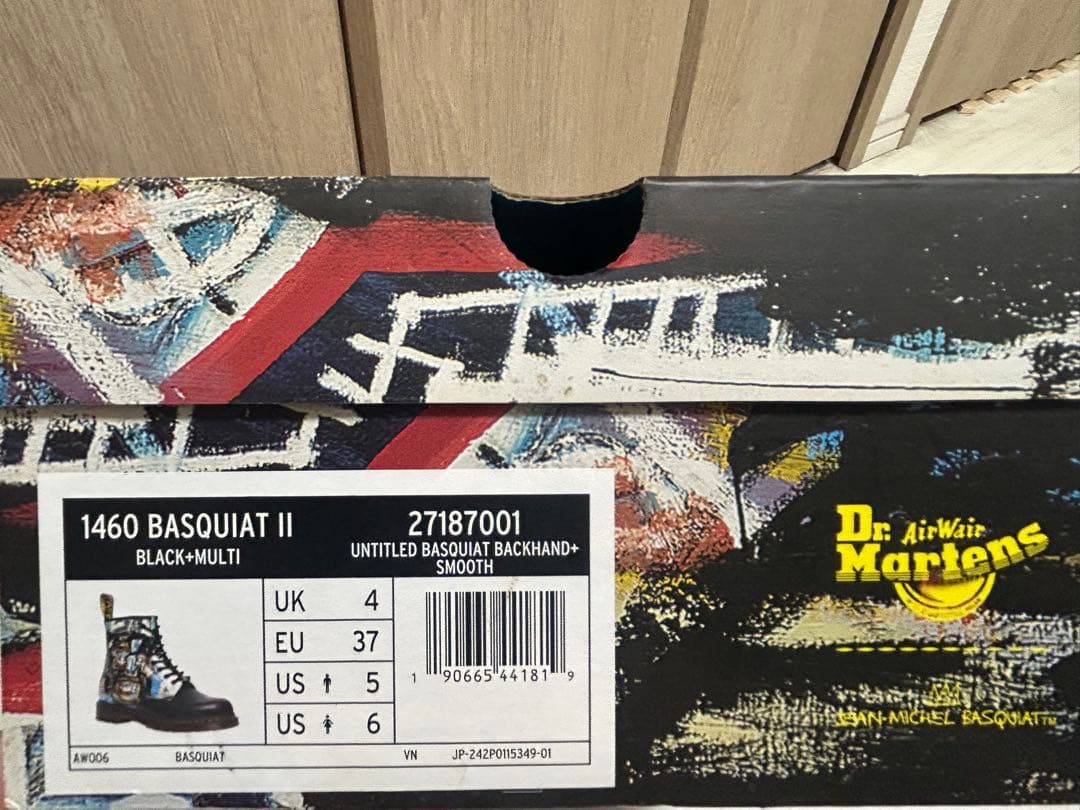 1460 BASQUIAT II
BLACK+MULTI
27187001
UNTITLED BASQUIAT BACKHAND+
SMOOTH
UK 4
EU 37
US 5
US 6
1 90665 44181 9
AW006
BASQUIAT
VN
JP-242P0115349-01
Dr. AirWair
Martens
JEAN-MICHEL BASQUIAT™